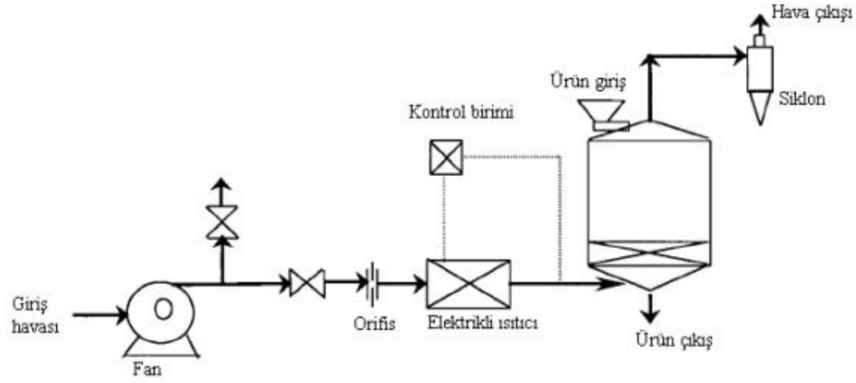 Hava çıkışı
Ürün giriş
Siklon
Kontrol birimi
Giriş
havası
Orifis
Elektrikli ısıtıcı
Ürün çıkış
Fan